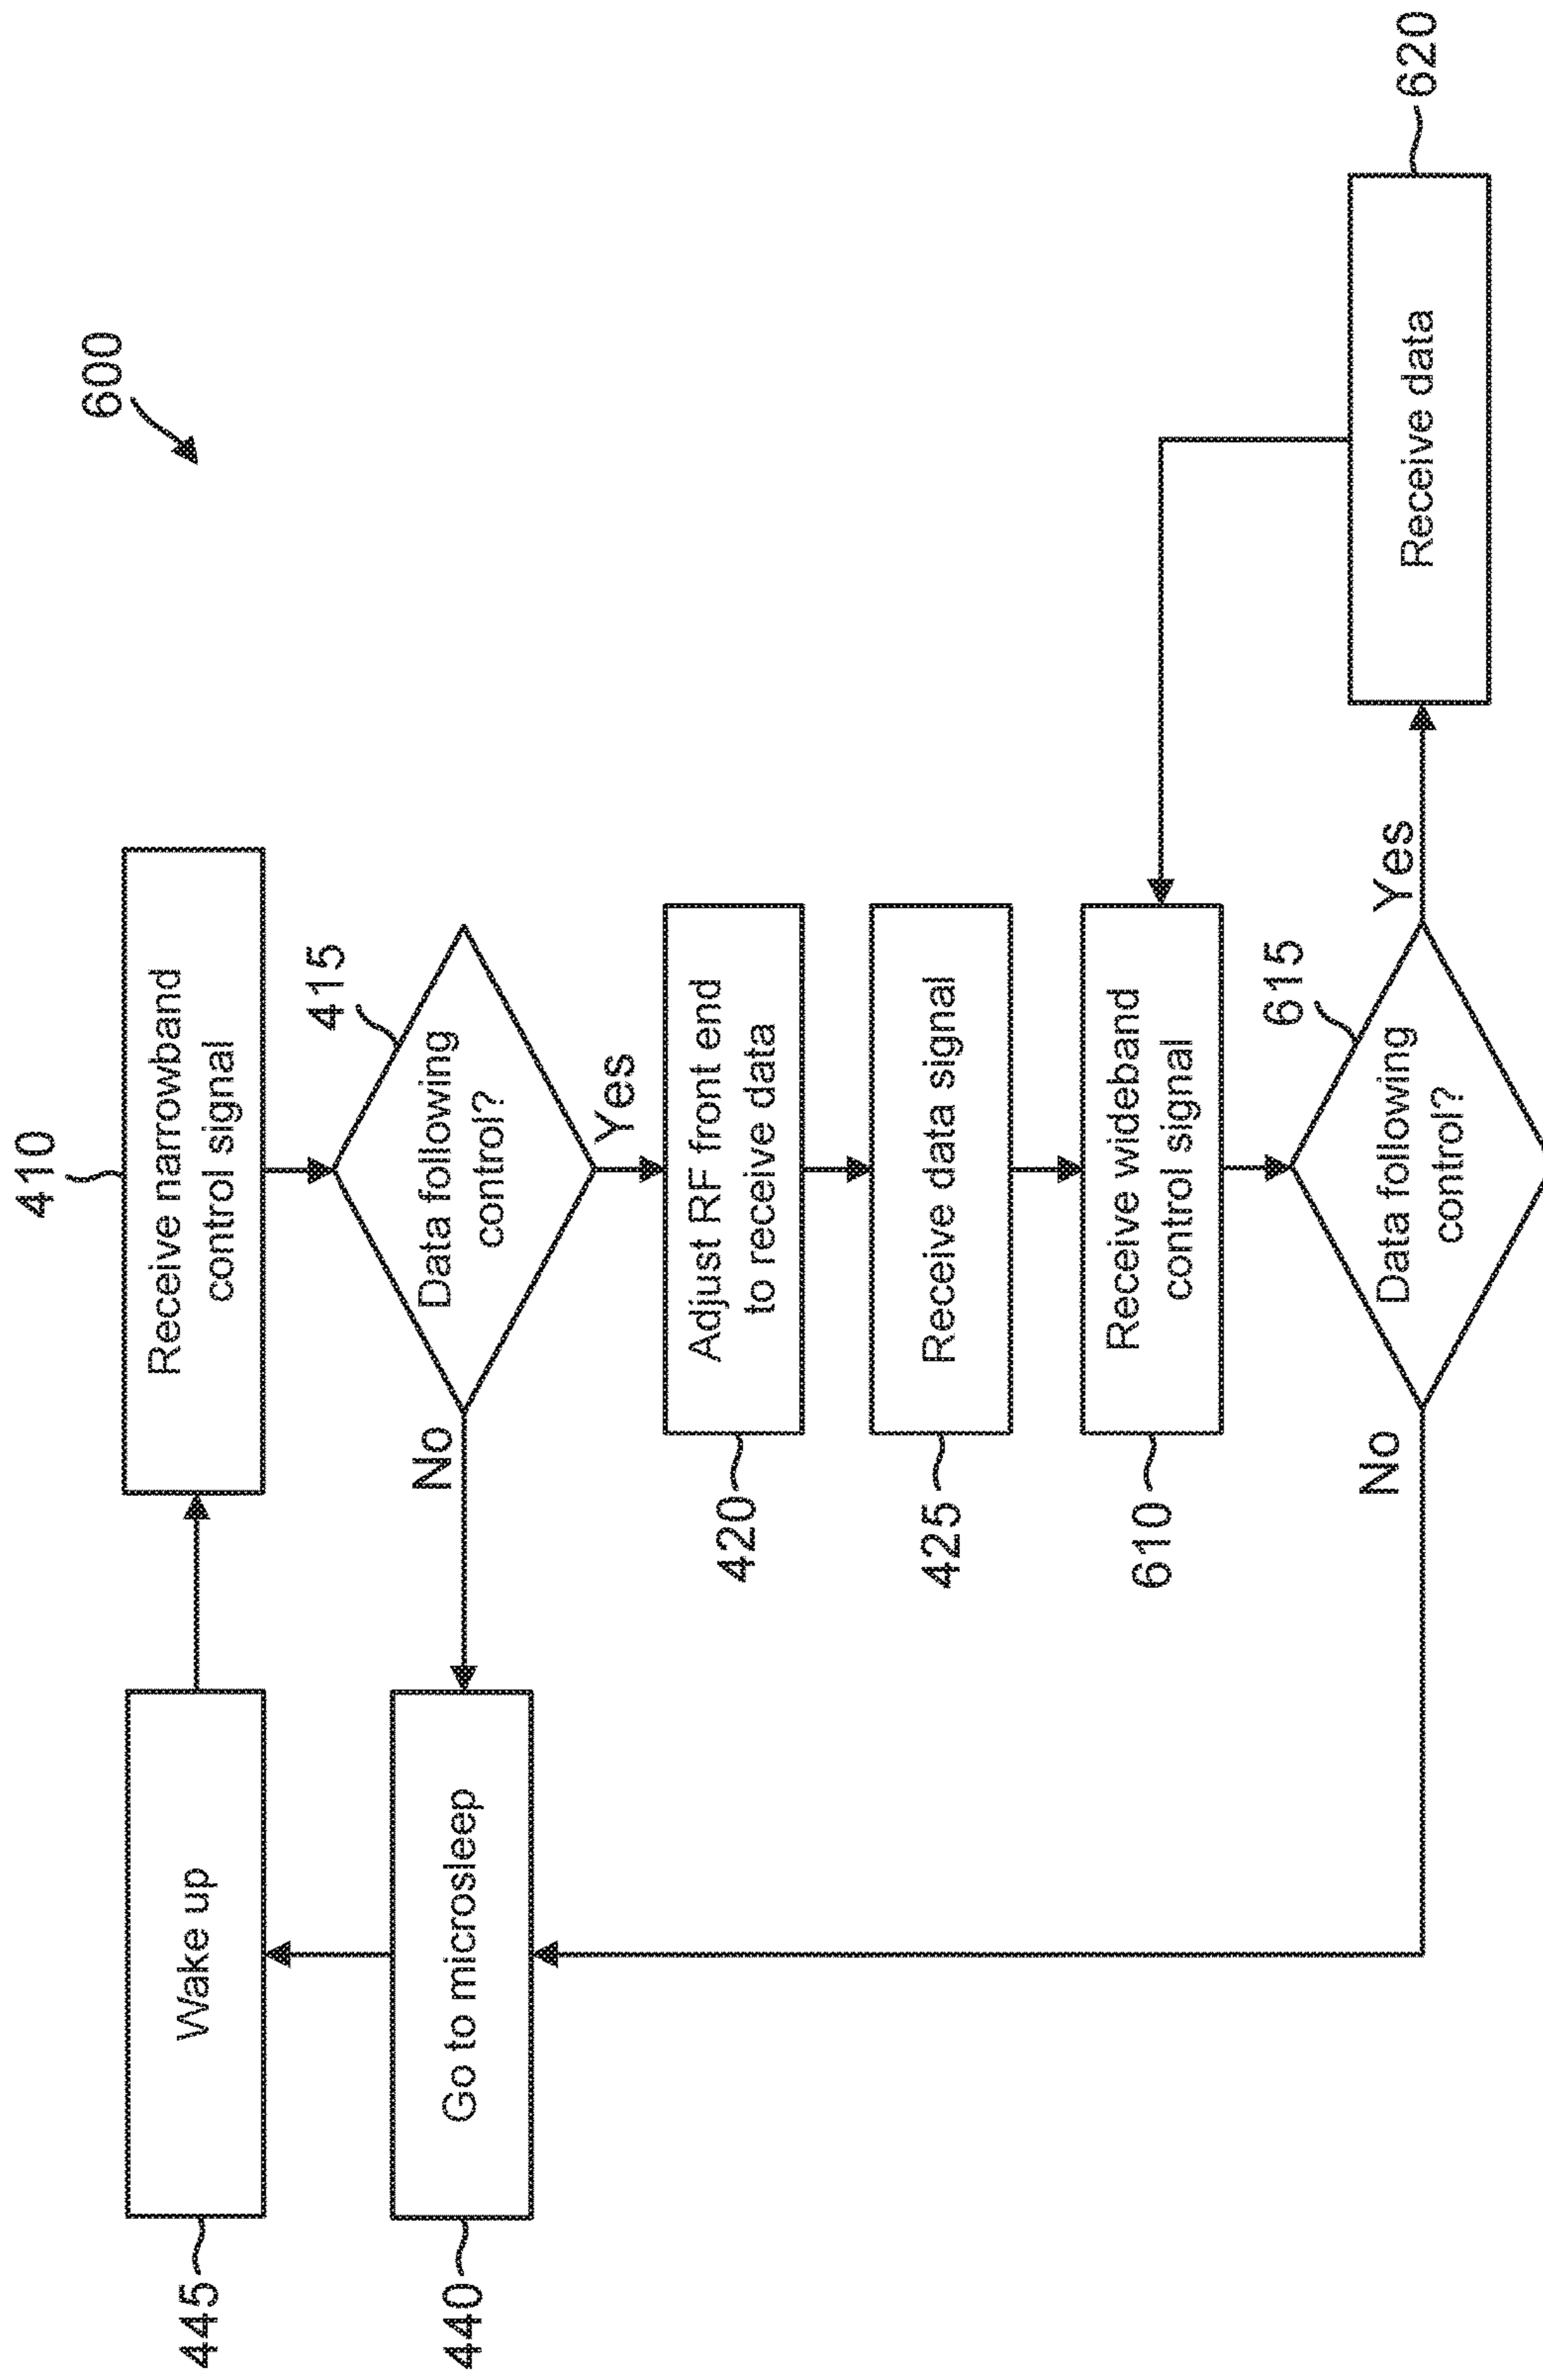 600
410
Receive narrowband
control signal
445
Wake up
415
Data following
control?
No
Yes
440
Go to microsleep
420
Adjust RF front end
to receive data
425
Receive data signal
610
Receive wideband
control signal
615
Data following
control?
No
Yes
620
Receive data